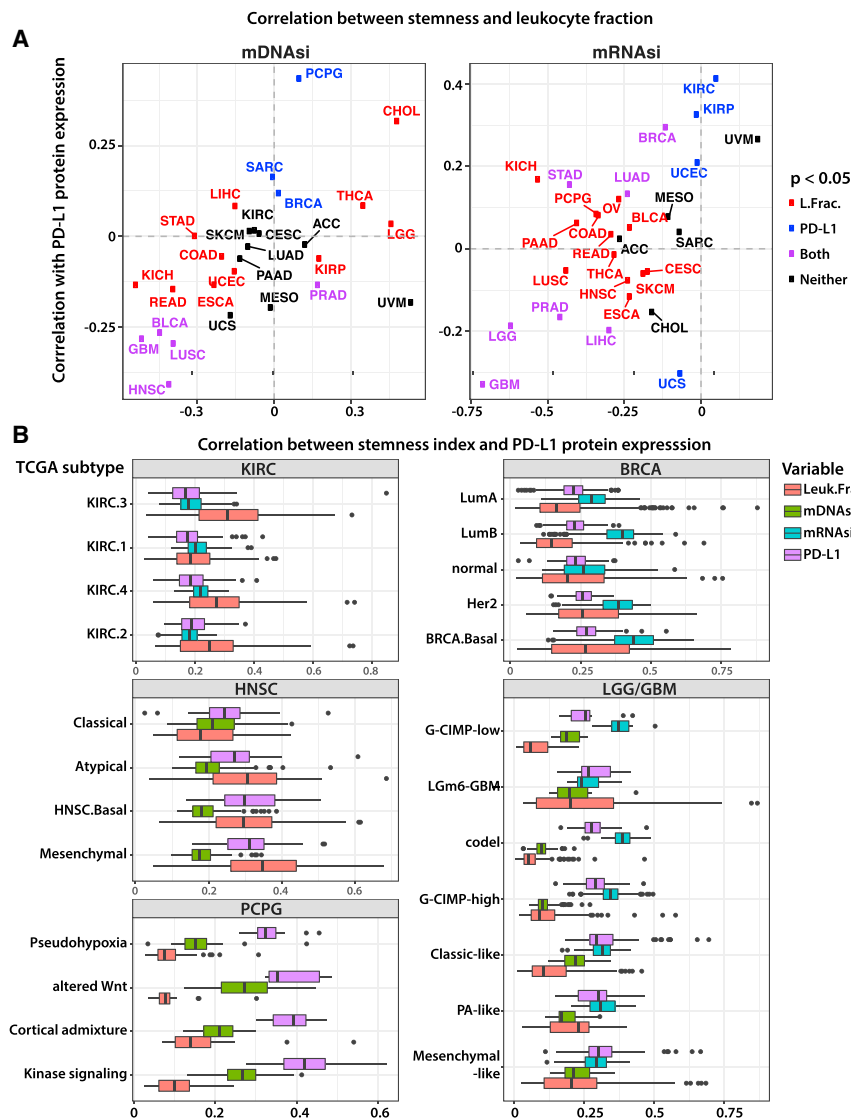 Correlation between stemness and leukocyte fraction
A
mDNAsi
mRNAsi
Corrrelation with PD-L1 protein expression
0.25
0
-0.25
-0.3
0
0.3
PCPG
CHOL
SARC
BRCA
LIHC
THCA
LGG
STAD
KIRC
ACC
SKCM
CESC
COAD
LUAD
PAAD
UCEC
KIRP
KICH
READ
ESCA
MESO
PRAD
UVM
UCS
BLCA
GBM
LUSC
HNSC
0.4
0.2
0
-0.2
-0.75
-0.50
-0.25
0
KIRC
KIRP
BRCA
UVM
UCEC
KICH
STAD
LUAD
PCPG
OV
MESO
BLCA
COAD
PAAD
READ
ACC
SARC
LUSC
THCA
CESC
HNSC
SKCM
ESCA
PRAD
LGG
LIHC
CHOL
UCS
GBM
p < 0.05
L.Frac.
PD-L1
Both
Neither
B
Correlation between stemness index and PD-L1 protein expresssion
TCGA subtype
KIRC
KIRC.3
KIRC.1
KIRC.4
KIRC.2
0
0.2
0.4
0.6
0.8
BRCA
LumA
LumB
normal
Her2
BRCA.Basal
0
0.25
0.5
0.75
Variable
Leuk.Fra
mDNAs
mRNAsi
PD-L1
HNSC
Classical
Atypical
HNSC.Basal
Mesenchymal
0.2
0.4
0.6
LGG/GBM
G-CIMP-low
LGm6-GBM
codel
G-CIMP-high
Classic-like
PA-like
Mesenchymal
-like
0
0.25
0.50
0.75
PCPG
Pseudohypoxia
altered Wnt
Cortical admixture
Kinase signaling
0
0.2
0.4
0.6